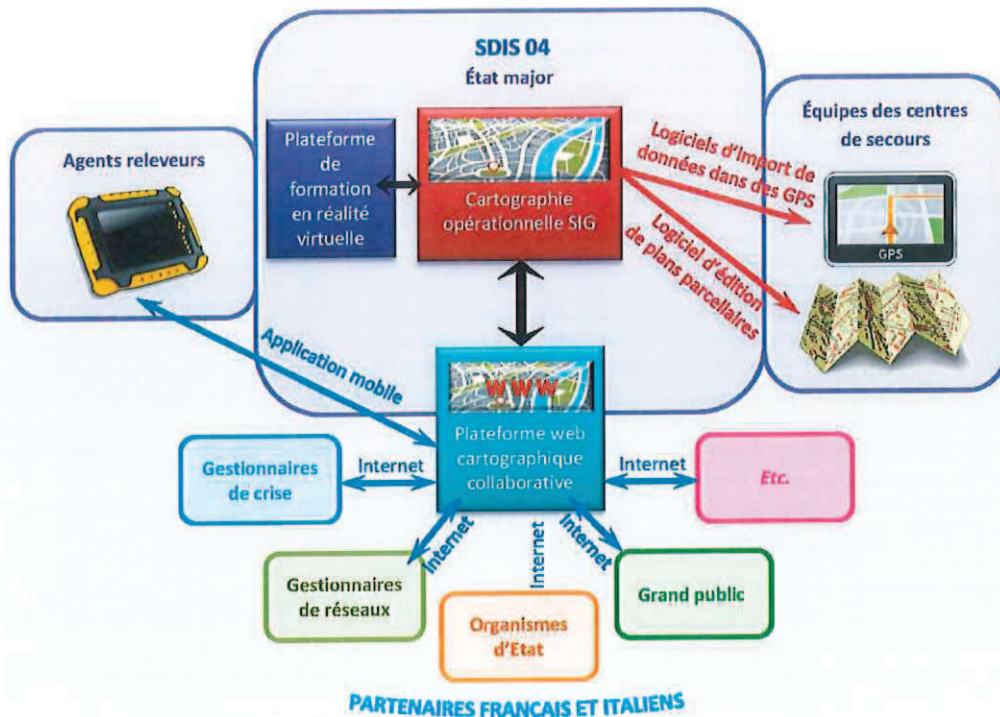 SDIS 04
État major
Agents releveurs
Plateforme
de
formation
en réalité
virtuelle
Cartographie
opérationnelle SIG
Logiciels d'Import de
données dans des GPS
Logiciel d'édition
de plans parcellaires
Équipes des centres
de secours
GPS
Application mobile
WWW
Plateforme web
cartographique
collaborative
Gestionnaires
de crise
Internet
Internet
Etc.
Gestionnaires
de réseaux
Internet
Internet
Internet
Organismes
d'Etat
Grand public
PARTENAIRES FRANÇAIS ET ITALIENS